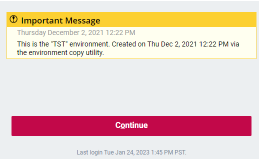 Important Message
Thursday December 2, 2021 12:22 PM
This is the "TST" environment. Created on Thu Dec 2, 2021 12:22 PM via
the environment copy utility.
Continue
Last login Tue Jan 24, 2023 1:45 PM PST.